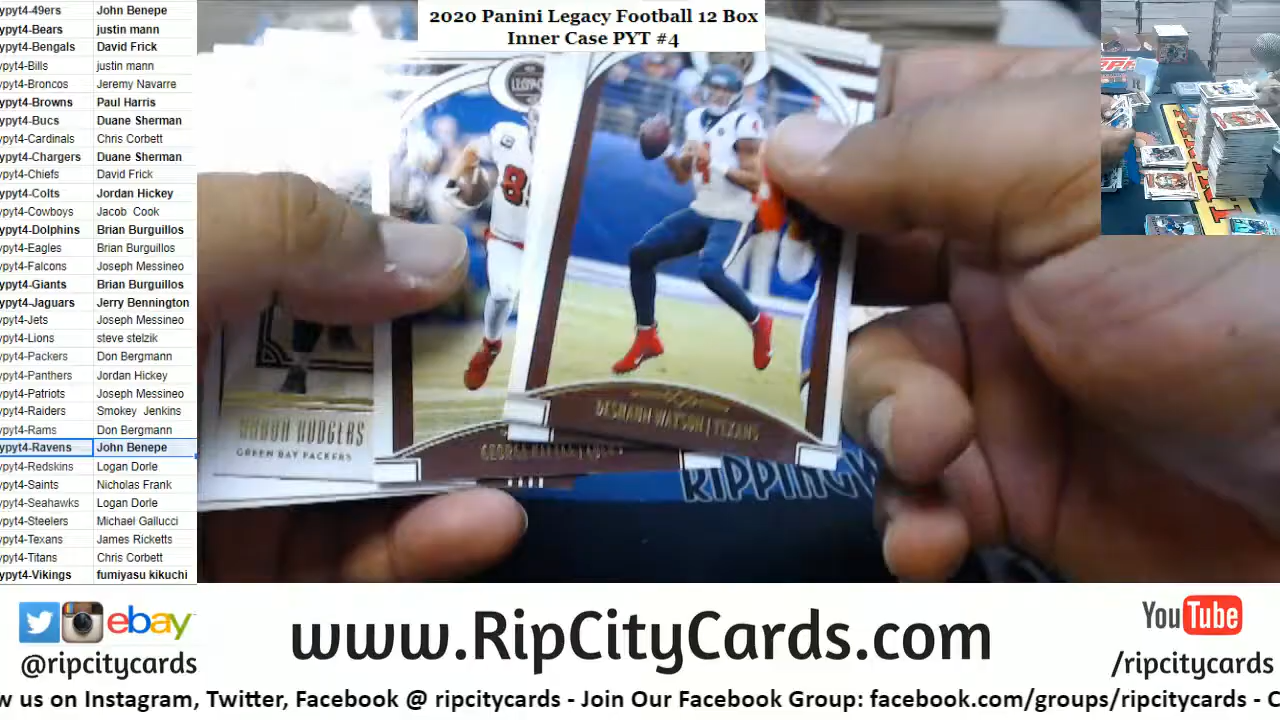 2020 Panini Legacy Football 12 Box
Inner Case PYT #4
ypyt4-49ers John Benepe
ypyt4-Bears justin mann
ypyt4-Bengals David Frick
ypyt4-Bills justin mann
ypyt4-Broncos Jeremy Navarre
ypyt4-Browns Paul Harris
ypyt4-Bucs Duane Sherman
ypyt4-Cardinals Chris Corbett
ypyt4-Chargers Duane Sherman
ypyt4-Chiefs David Frick
ypyt4-Colts Jordan Hickey
ypyt4-Cowboys Jacob Cook
ypyt4-Dolphins Brian Burguillos
ypyt4-Eagles Brian Burguillos
ypyt4-Falcons Joseph Messineo
ypyt4-Giants Brian Burguillos
ypyt4-Jaguars Jerry Bennington
ypyt4-Jets Joseph Messineo
ypyt4-Lions steve stelzik
ypyt4-Packers Don Bergmann
ypyt4-Panthers Jordan Hickey
ypyt4-Patriots Joseph Messineo
ypyt4-Raiders Smokey Jenkins
ypyt4-Rams Don Bergmann
ypyt4-Ravens John Benepe
ypyt4-Redskins Logan Dorle
ypyt4-Saints Nicholas Frank
ypyt4-Seahawks Logan Dorle
ypyt4-Steelers Michael Gallucci
ypyt4-Texans James Ricketts
ypyt4-Titans Chris Corbett
ypyt4-Vikings fumiyasu kikuchi
DESHAUN WATSON | TEXANS
AARON RODGERS
GREEN BAY PACKERS
RIPPING
ebay
@ripcitycards
www.RipCityCards.com
YouTube
/ripcitycards
w us on Instagram, Twitter, Facebook @ ripcitycards - Join Our Facebook Group: facebook.com/groups/ripcitycards - C